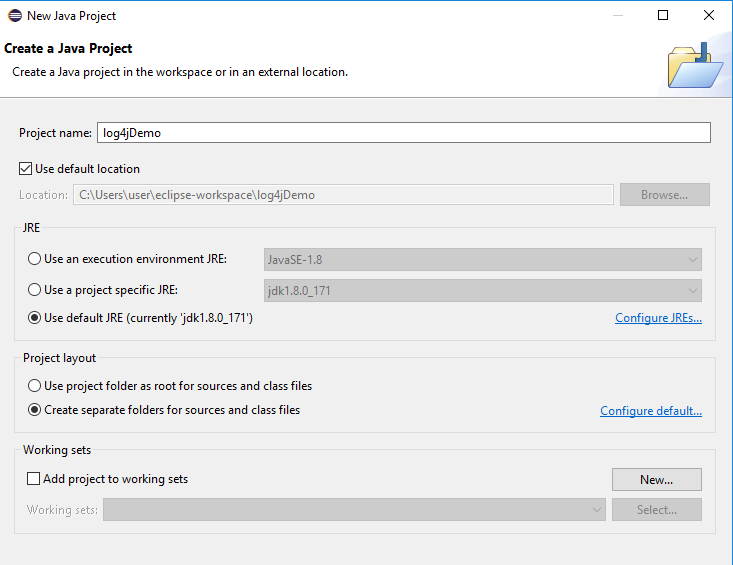 New Java Project
Create a Java Project
Create a Java project in the workspace or in an external location.
Project name: log4jDemo
Use default location
Location: C:\Users\user\eclipse-workspace\log4jDemo Browse...
JRE
Use an execution environment JRE: JavaSE-1.8
Use a project specific JRE: jdk1.8.0_171
Use default JRE (currently 'jdk1.8.0_171') Configure JREs...
Project layout
Use project folder as root for sources and class files
Create separate folders for sources and class files Configure default...
Working sets
Add project to working sets New...
Working sets: Select...